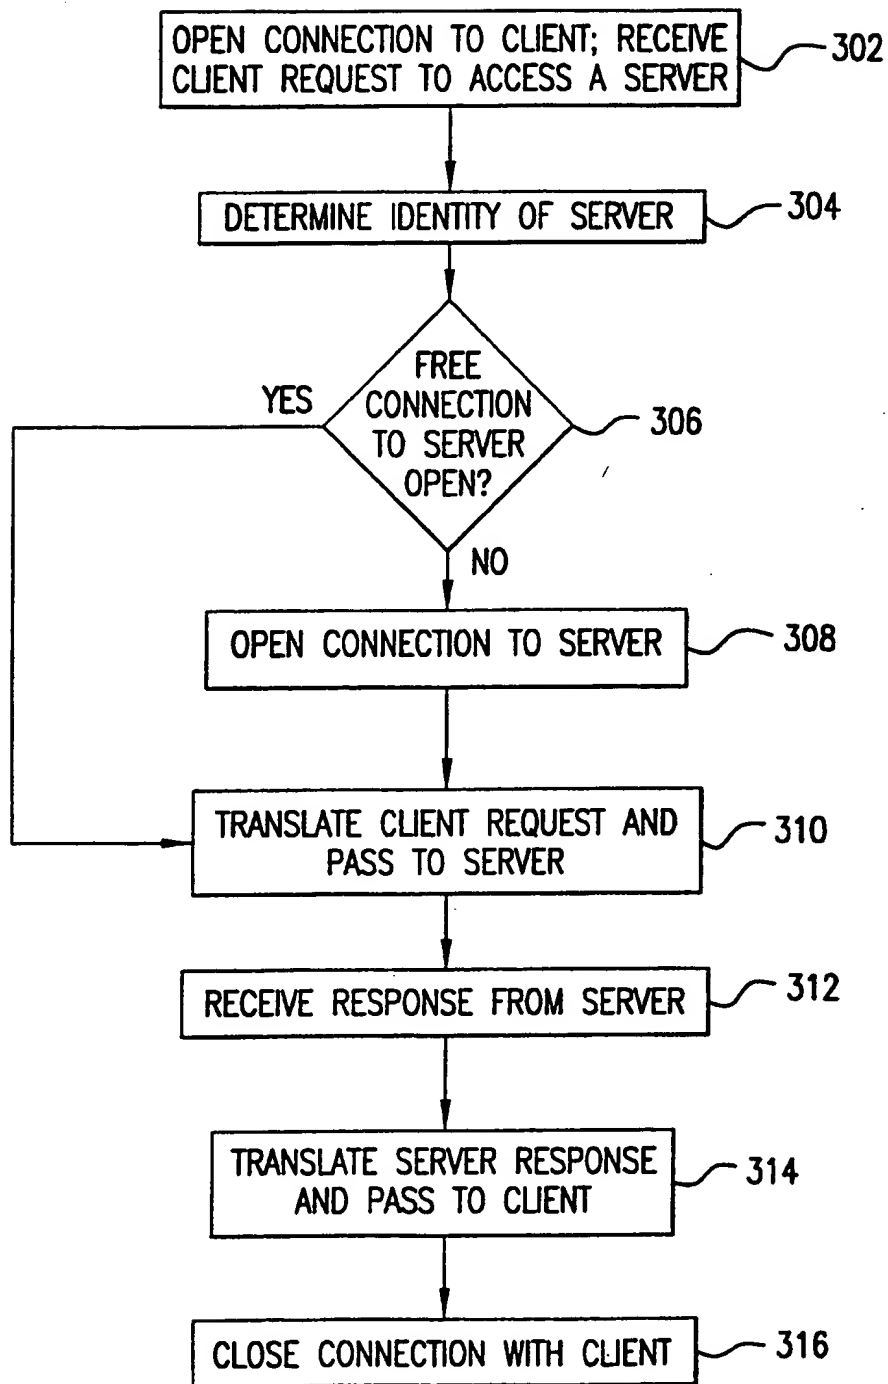 OPEN CONNECTION TO CLIENT; RECEIVE
CLIENT REQUEST TO ACCESS A SERVER
302
DETERMINE IDENTITY OF SERVER
304
FREE
CONNECTION
TO SERVER
OPEN?
YES
306
NO
OPEN CONNECTION TO SERVER
308
TRANSLATE CLIENT REQUEST AND
PASS TO SERVER
310
RECEIVE RESPONSE FROM SERVER
312
TRANSLATE SERVER RESPONSE
AND PASS TO CLIENT
314
CLOSE CONNECTION WITH CLIENT
316